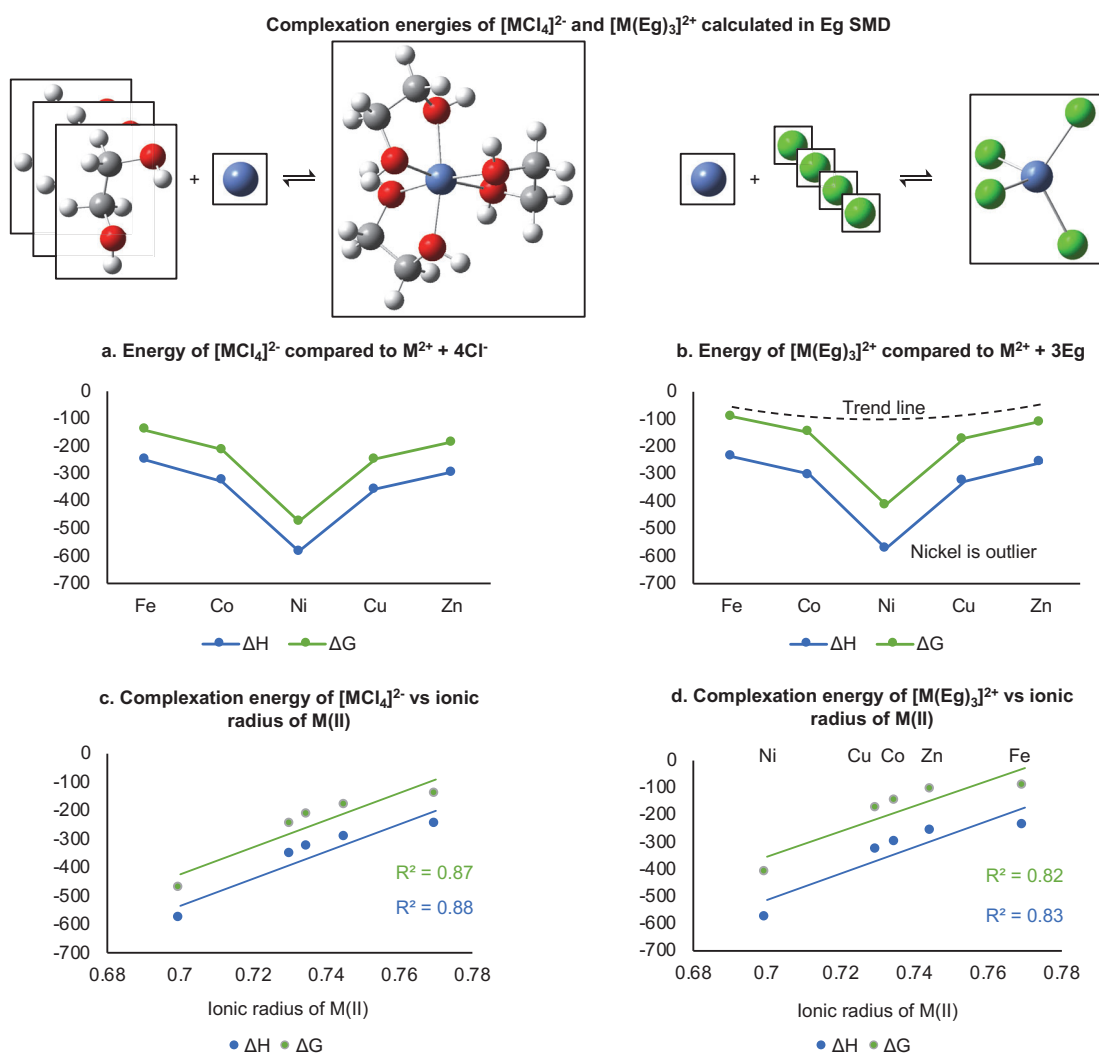 Complexation energies of [MCl₄]²⁻ and [M(Eg)₃]²⁺ calculated in Eg SMD
+
⇌
+
⇌
a. Energy of [MCl₄]²⁻ compared to M²⁺ + 4Cl⁻
0
-100
-200
-300
-400
-500
-600
-700
Fe Co Ni Cu Zn
ΔH ΔG
b. Energy of [M(Eg)₃]²⁺ compared to M²⁺ + 3Eg
0
-100
-200
-300
-400
-500
-600
-700
Trend line
Nickel is outlier
Fe Co Ni Cu Zn
ΔH ΔG
c. Complexation energy of [MCl₄]²⁻ vs ionic
radius of M(II)
0
-100
-200
-300
-400
-500
-600
-700
R² = 0.87
R² = 0.88
0.68 0.7 0.72 0.74 0.76 0.78
Ionic radius of M(II)
ΔH ΔG
d. Complexation energy of [M(Eg)₃]²⁺ vs ionic
radius of M(II)
0
-100
-200
-300
-400
-500
-600
-700
Ni Cu Co Zn Fe
R² = 0.82
R² = 0.83
0.68 0.7 0.72 0.74 0.76 0.78
Ionic radius of M(II)
ΔH ΔG